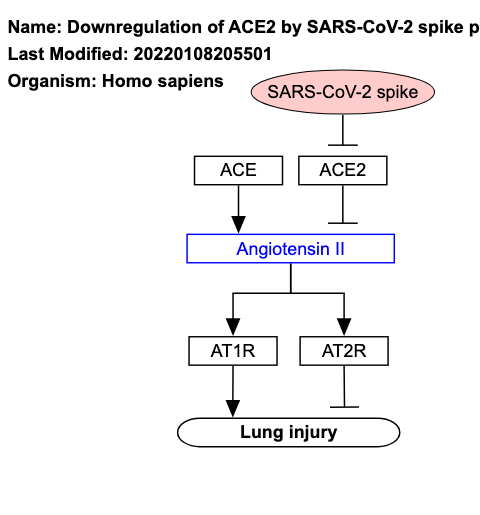 Name: Downregulation of ACE2 by SARS-CoV-2 spike p
Last Modified: 20220108205501
Organism: Homo sapiens
SARS-CoV-2 spike
ACE
ACE2
Angiotensin II
AT1R
AT2R
Lung injury